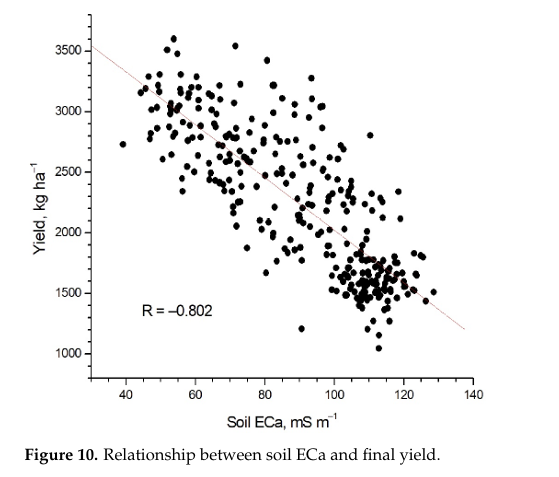 3500
3000
2500
2000
1500
1000
Yield, kg ha⁻¹
R = –0.802
40 60 80 100 120 140
Soil ECa, mS m⁻¹
Figure 10. Relationship between soil ECa and final yield.